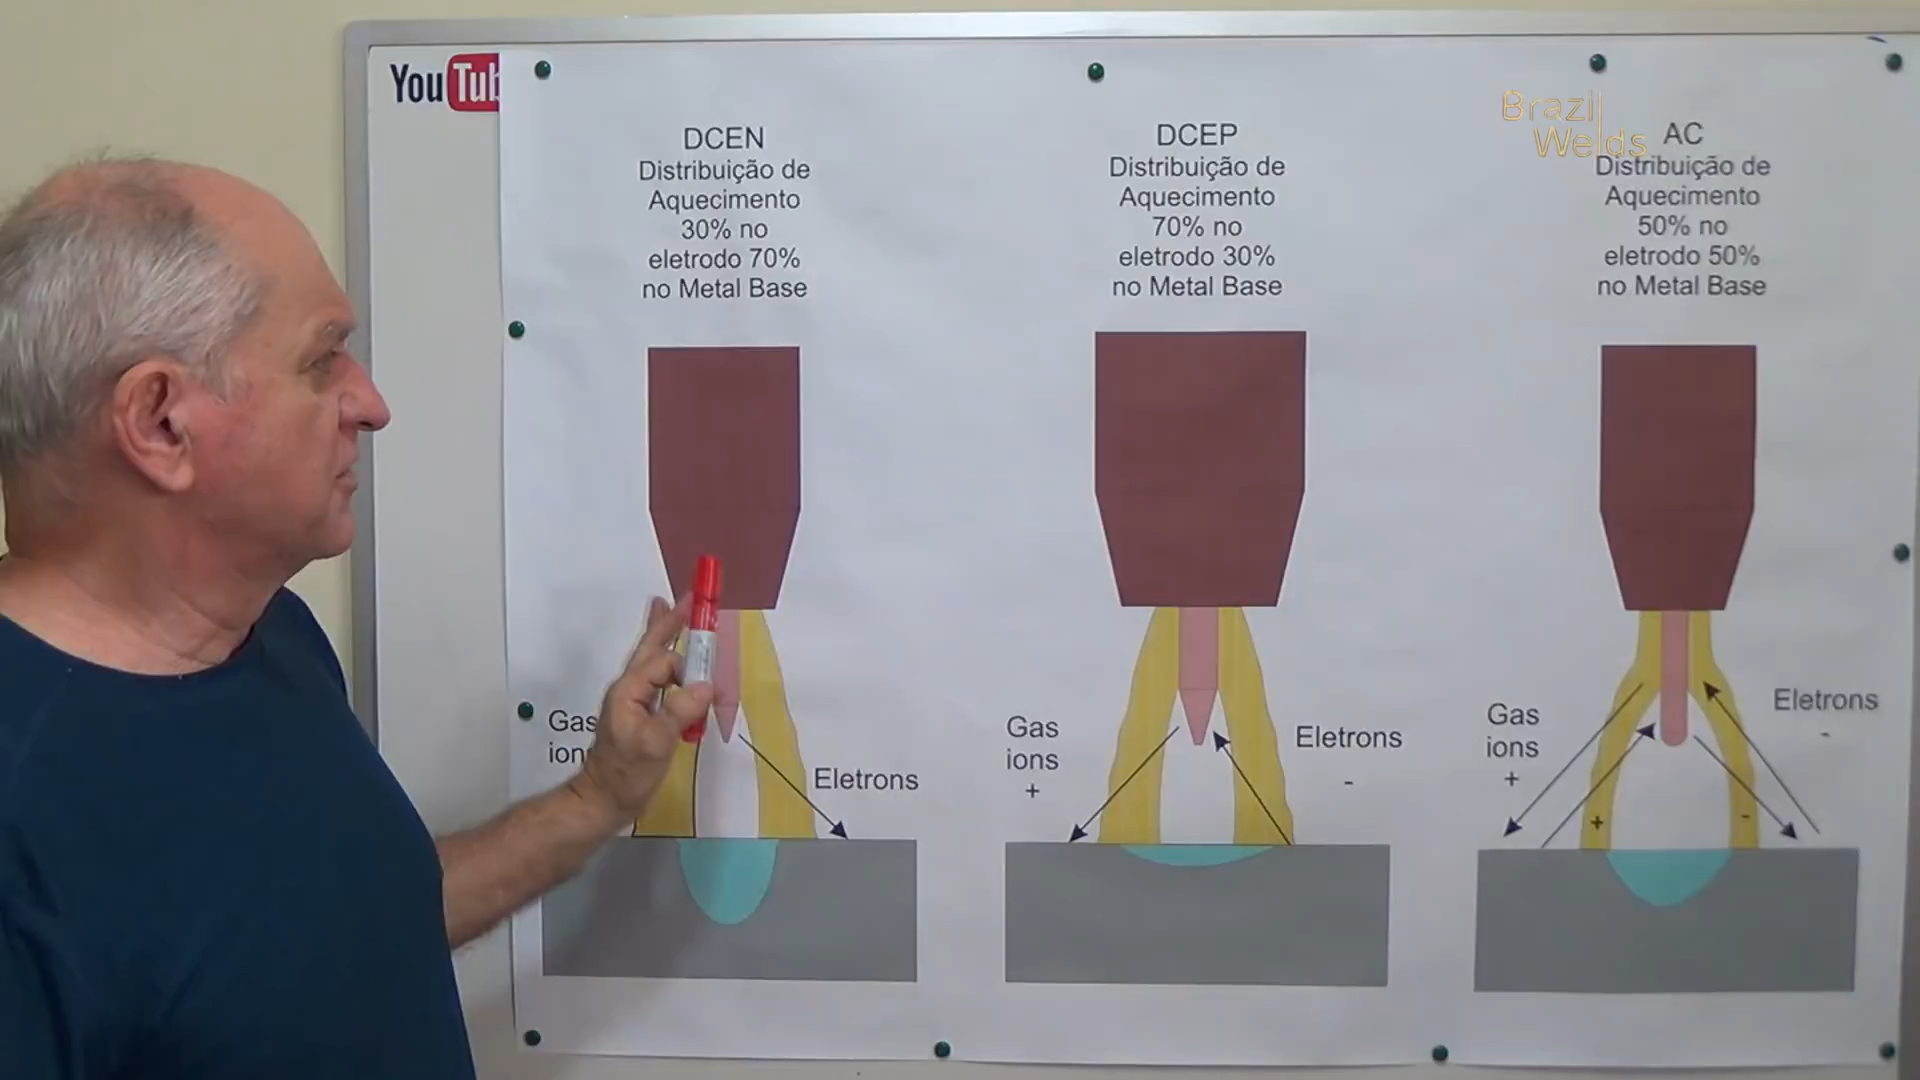 YouTub
Brazil
Welds
DCEN
Distribuição de
Aquecimento
30% no
eletrodo 70%
no Metal Base
DCEP
Distribuição de
Aquecimento
70% no
eletrodo 30%
no Metal Base
AC
Distribuição de
Aquecimento
50% no
eletrodo 50%
no Metal Base
Gas
ion
Eletrons
Gas
ions
+
Eletrons
-
Gas
ions
+
Eletrons
-
+
-